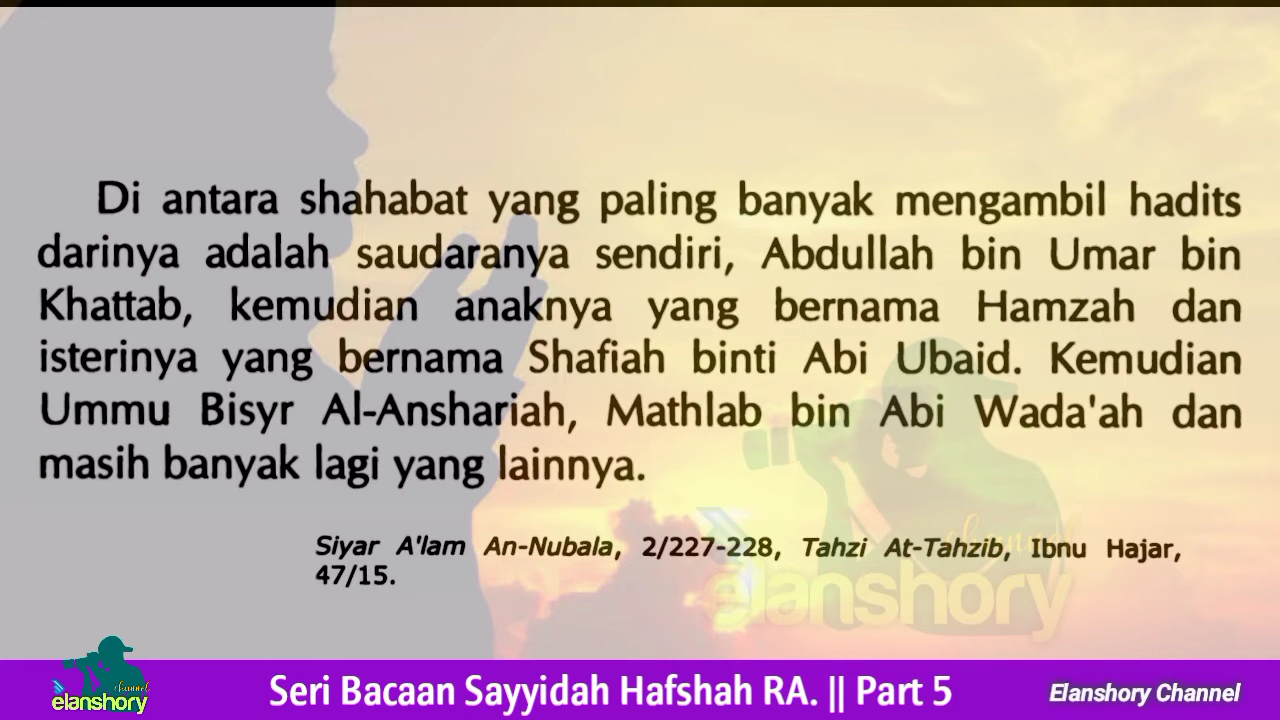 Di antara shahabat yang paling banyak mengambil hadits
darinya adalah saudaranya sendiri, Abdullah bin Umar bin
Khattab, kemudian anaknya yang bernama Hamzah dan
isterinya yang bernama Shafiah binti Abi Ubaid. Kemudian
Ummu Bisyr Al-Anshariah, Mathlab bin Abi Wada'ah dan
masih banyak lagi yang lainnya.
Siyar A'lam An-Nubala, 2/227-228, Tahzi At-Tahzib, Ibnu Hajar,
47/15.
channel
elanshory
channel
elanshory
Seri Bacaan Sayyidah Hafshah RA. || Part 5
Elanshory Channel